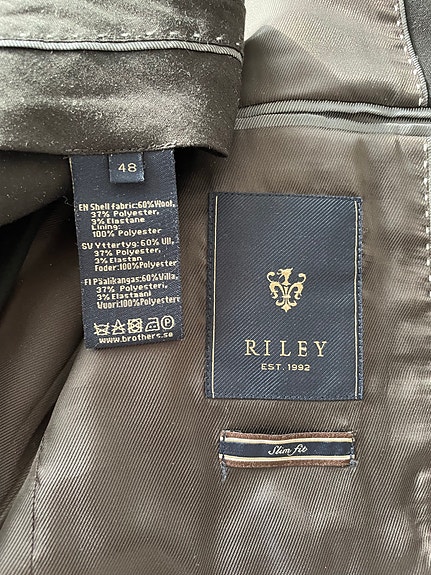 48
EN Shell fabric:60%Wool,
37% Polyester,
3% Elastane
Lining:
100% Polyester
SV Yttertyg:60% Ull,
37% Polyester,
3% Elastan
Foder:100%Polyester
FI Päälikangas:60%Villa,
37% Polyesteri,
3% Elastaani
Vuori:100%Polyesteri
P
www.brothers.se
RILEY
EST. 1992
Slim fit